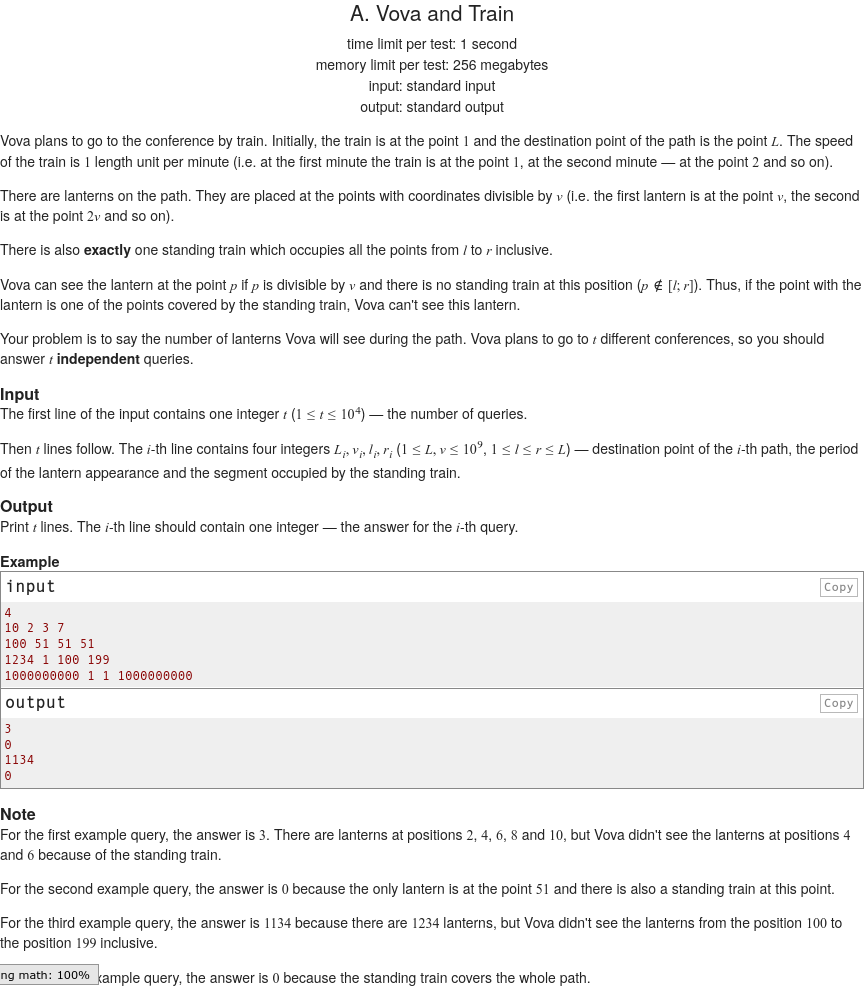 A. Vova and Train
time limit per test: 1 second
memory limit per test: 256 megabytes
input: standard input
output: standard output
Vova plans to go to the conference by train. Initially, the train is at the point 1 and the destination point of the path is the point L. The speed
of the train is 1 length unit per minute (i.e. at the first minute the train is at the point 1, at the second minute — at the point 2 and so on).
There are lanterns on the path. They are placed at the points with coordinates divisible by v (i.e. the first lantern is at the point v, the second
is at the point 2v and so on).
There is also exactly one standing train which occupies all the points from l to r inclusive.
Vova can see the lantern at the point p if p is divisible by v and there is no standing train at this position (p ∉ [l; r]). Thus, if the point with the
lantern is one of the points covered by the standing train, Vova can't see this lantern.
Your problem is to say the number of lanterns Vova will see during the path. Vova plans to go to t different conferences, so you should
answer t independent queries.
Input
The first line of the input contains one integer t (1 ≤ t ≤ 10⁴) — the number of queries.
Then t lines follow. The i-th line contains four integers Lᵢ, vᵢ, lᵢ, rᵢ (1 ≤ L, v ≤ 10⁹, 1 ≤ l ≤ r ≤ L) — destination point of the i-th path, the period
of the lantern appearance and the segment occupied by the standing train.
Output
Print t lines. The i-th line should contain one integer — the answer for the i-th query.
Example
input Copy
4
10 2 3 7
100 51 51 51
1234 1 100 199
1000000000 1 1 1000000000
output Copy
3
0
1134
0
Note
For the first example query, the answer is 3. There are lanterns at positions 2, 4, 6, 8 and 10, but Vova didn't see the lanterns at positions 4
and 6 because of the standing train.
For the second example query, the answer is 0 because the only lantern is at the point 51 and there is also a standing train at this point.
For the third example query, the answer is 1134 because there are 1234 lanterns, but Vova didn't see the lanterns from the position 100 to
the position 199 inclusive.
ng math: 100% xample query, the answer is 0 because the standing train covers the whole path.